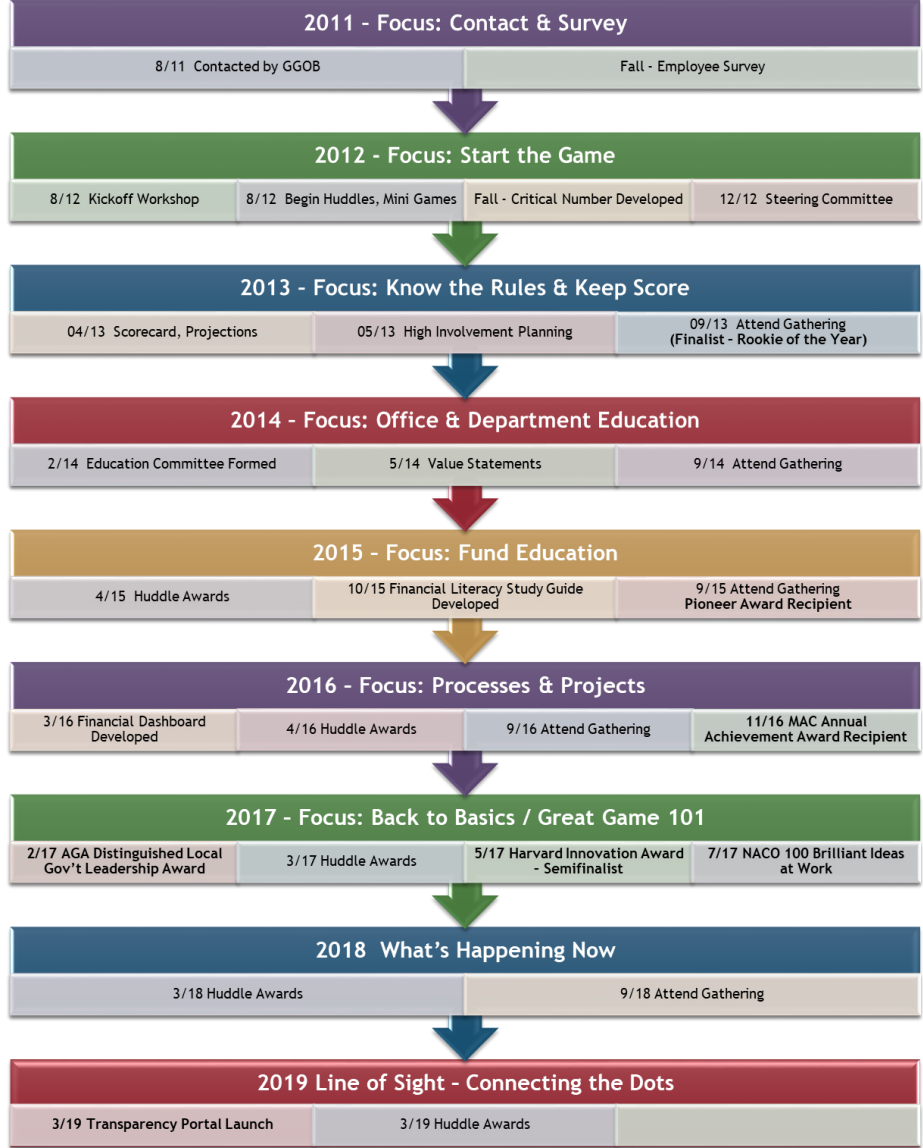 2011 – Focus: Contact & Survey
8/11 Contacted by GGOB
Fall - Employee Survey
2012 - Focus: Start the Game
8/12 Kickoff Workshop
8/12 Begin Huddles, Mini Games
Fall - Critical Number Developed
12/12 Steering Committee
2013 – Focus: Know the Rules & Keep Score
04/13 Scorecard, Projections
05/13 High Involvement Planning
09/13 Attend Gathering
(Finalist – Rookie of the Year)
2014 – Focus: Office & Department Education
2/14 Education Committee Formed
5/14 Value Statements
9/14 Attend Gathering
2015 – Focus: Fund Education
4/15 Huddle Awards
10/15 Financial Literacy Study Guide
Developed
9/15 Attend Gathering
Pioneer Award Recipient
2016 – Focus: Processes & Projects
3/16 Financial Dashboard
Developed
4/16 Huddle Awards
9/16 Attend Gathering
11/16 MAC Annual
Achievement Award Recipient
2017 – Focus: Back to Basics / Great Game 101
2/17 AGA Distinguished Local
Gov't Leadership Award
3/17 Huddle Awards
5/17 Harvard Innovation Award
– Semifinalist
7/17 NACO 100 Brilliant Ideas
at Work
2018 What's Happening Now
3/18 Huddle Awards
9/18 Attend Gathering
2019 Line of Sight – Connecting the Dots
3/19 Transparency Portal Launch
3/19 Huddle Awards